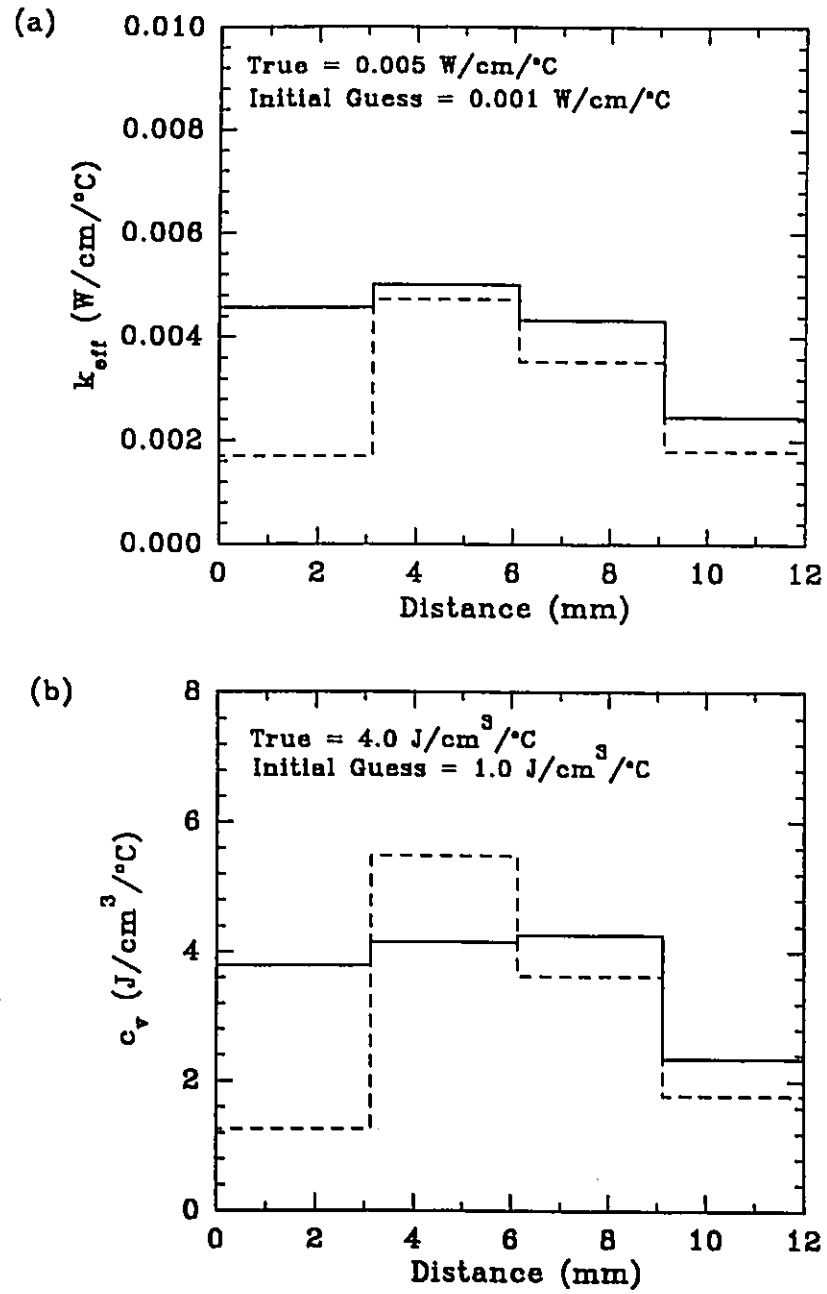 (a)
True = 0.005 W/cm/°C
Initial Guess = 0.001 W/cm/°C
k_eff (W/cm/°C)
0.010
0.008
0.006
0.004
0.002
0.000
0 2 4 6 8 10 12
Distance (mm)
(b)
True = 4.0 J/cm³/°C
Initial Guess = 1.0 J/cm³/°C
c_v (J/cm³/°C)
8
6
4
2
0
0 2 4 6 8 10 12
Distance (mm)